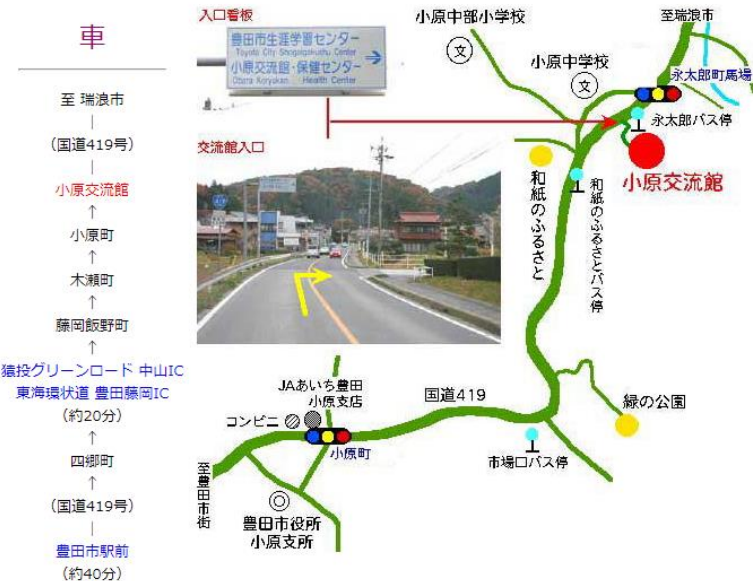 車
至 瑞浪市
|
(国道419号)
|
小原交流館
↑
小原町
↑
木瀬町
↑
藤岡飯野町
↑
猿投グリーンロード 中山IC
東海環状道 豊田藤岡IC
(約20分)
↑
四郷町
↑
(国道419号)
|
豊田市駅前
(約40分)
入口看板
豊田市生涯学習センター
Toyota City Shogaigakushu Center
小原交流館・保健センター
Obara Koryukan Health Center
交流館入口
小原中部小学校
文
小原中学校
文
至瑞浪市
永太郎町馬場
永太郎バス停
小原交流館
和紙のふるさと
和紙のふるさとバス停
国道419
緑の公園
市場口バス停
JAあいち豊田
小原支店
コンビニ
小原町
至豊田市街
豊田市役所
小原支所